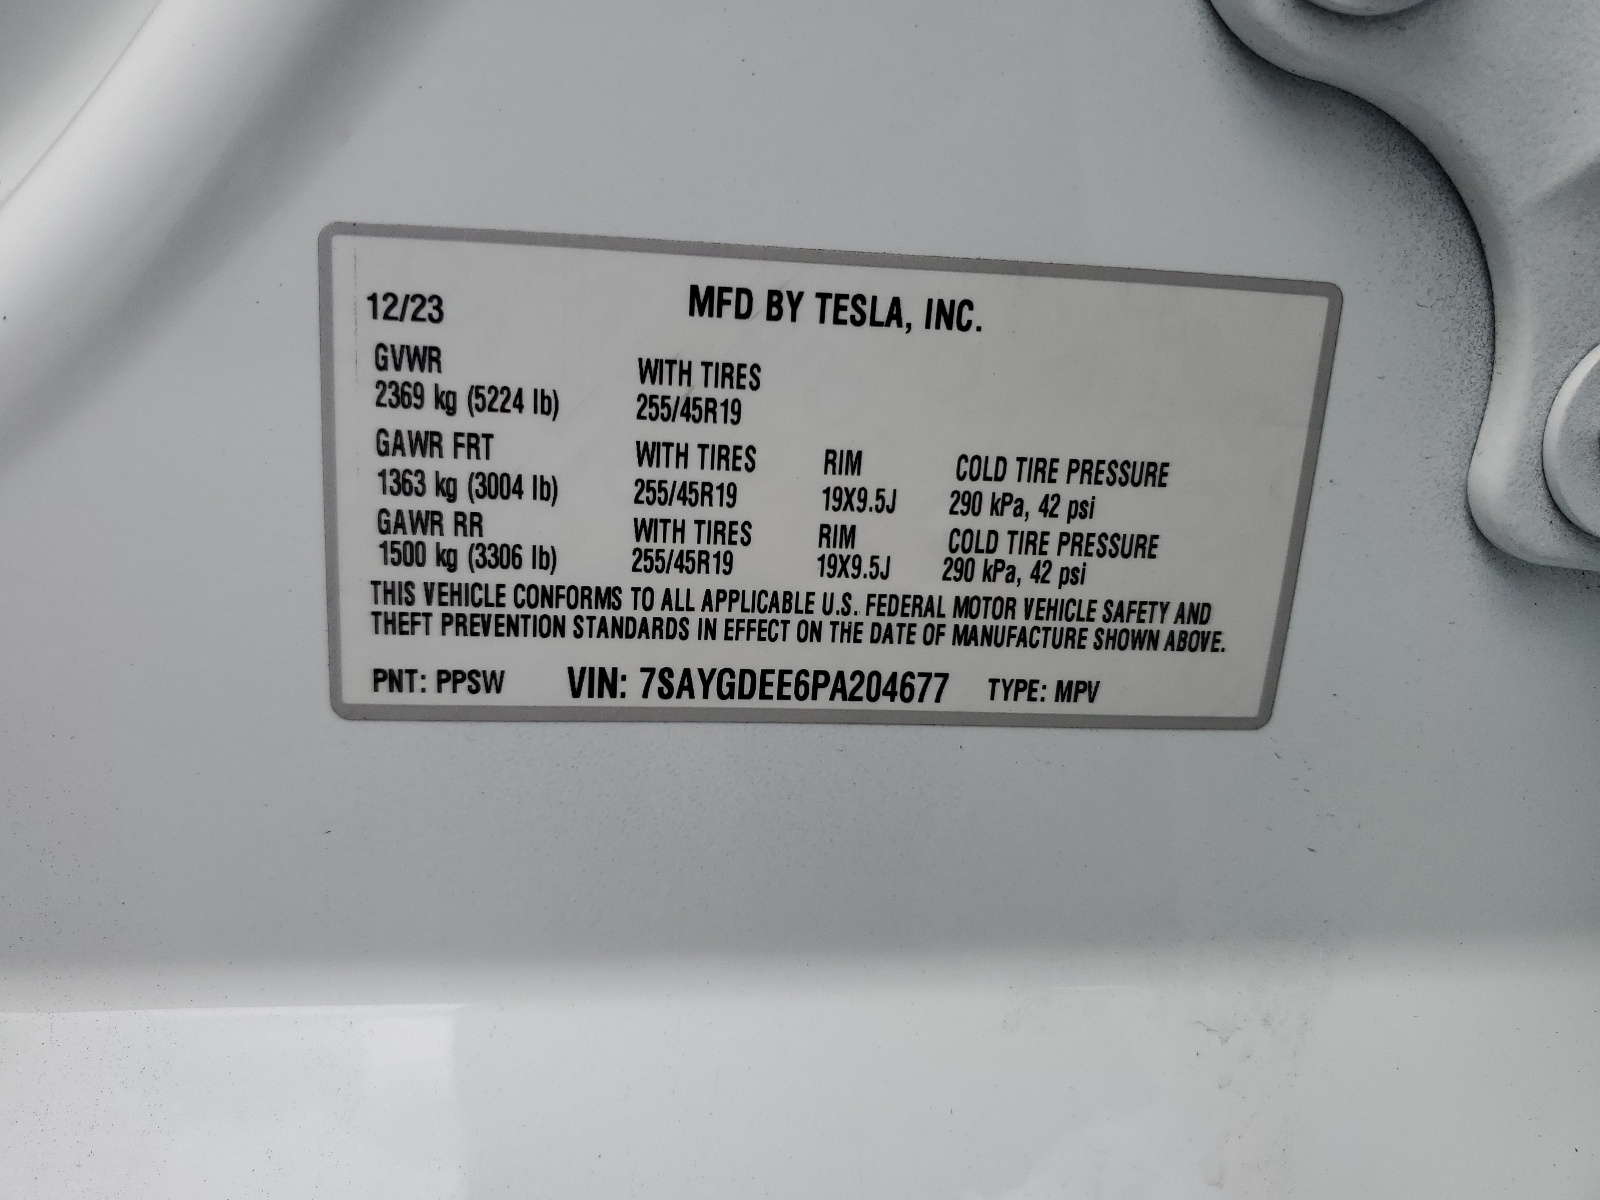 12/23 MFD BY TESLA, INC.
GVWR WITH TIRES
2369 kg (5224 lb) 255/45R19
GAWR FRT WITH TIRES RIM COLD TIRE PRESSURE
1363 kg (3004 lb) 255/45R19 19X9.5J 290 kPa, 42 psi
GAWR RR WITH TIRES RIM COLD TIRE PRESSURE
1500 kg (3306 lb) 255/45R19 19X9.5J 290 kPa, 42 psi
THIS VEHICLE CONFORMS TO ALL APPLICABLE U.S. FEDERAL MOTOR VEHICLE SAFETY AND
THEFT PREVENTION STANDARDS IN EFFECT ON THE DATE OF MANUFACTURE SHOWN ABOVE.
PNT: PPSW VIN: 7SAYGDEE6PA204677 TYPE: MPV